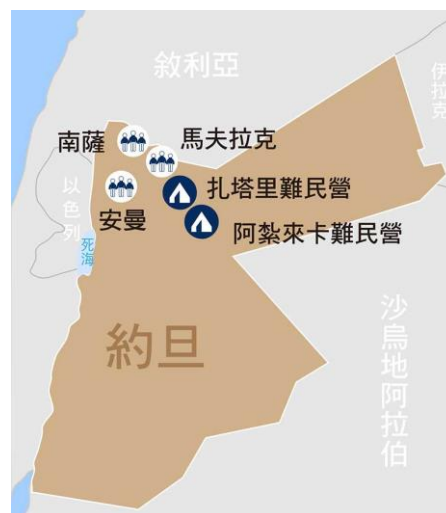 敘利亞
伊拉克
南薩
馬夫拉克
以色列
扎塔里難民營
安曼
阿紮來卡難民營
死海
約旦
沙烏地阿拉伯